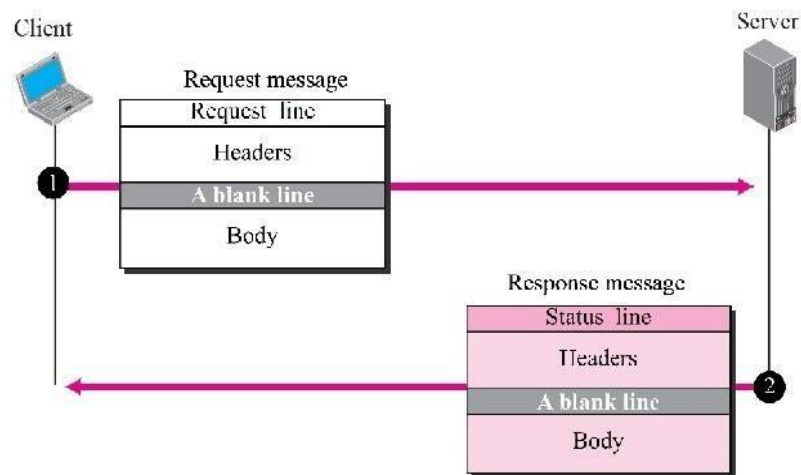 Client
Server
Request message
Request line
Headers
1
A blank line
Body
Response message
Status line
Headers
2
A blank line
Body